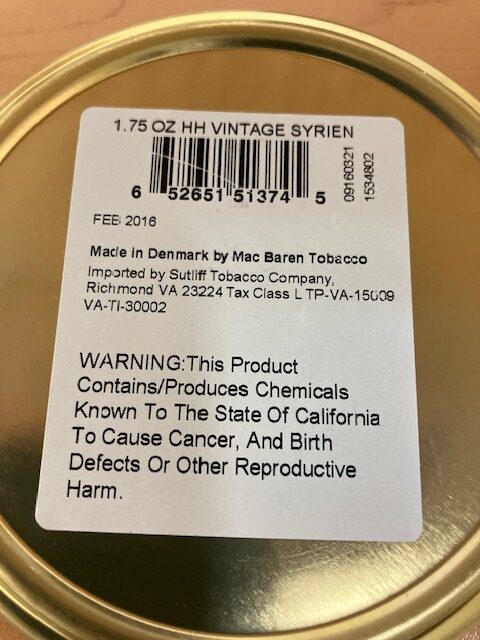 1.75 OZ HH VINTAGE SYRIEN
6 52651 51374 5
09160321
1534802
FEB 2016
Made in Denmark by Mac Baren Tobacco
Imported by Sutliff Tobacco Company,
Richmond VA 23224 Tax Class L TP-VA-15009
VA-TI-30002
WARNING:This Product
Contains/Produces Chemicals
Known To The State Of California
To Cause Cancer, And Birth
Defects Or Other Reproductive
Harm.